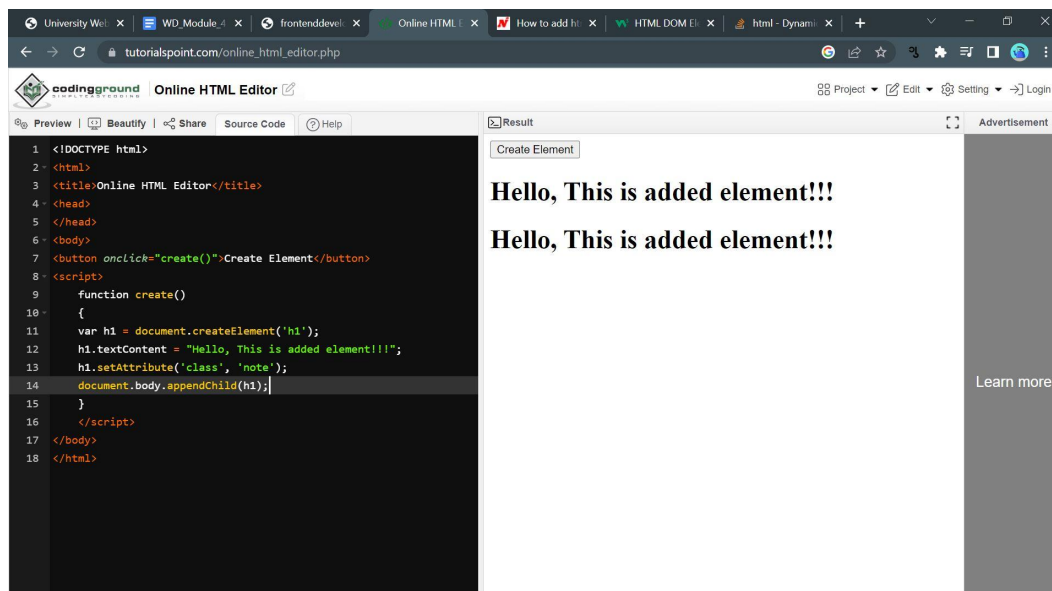 University Web
WD_Module_4
frontenddevelo
Online HTML E
How to add ht
HTML DOM El
html - Dynami
tutorialspoint.com/online_html_editor.php
codingground
SIMPLYEASYCODING
Online HTML Editor
Project
Edit
Setting
Login
Preview | Beautify | Share
Source Code
Help
Result
Advertisement
1 <!DOCTYPE html>
2 <html>
3 <title>Online HTML Editor</title>
4 <head>
5 </head>
6 <body>
7 <button onclick="create()">Create Element</button>
8 <script>
9 function create()
10 {
11 var h1 = document.createElement('h1');
12 h1.textContent = "Hello, This is added element!!!";
13 h1.setAttribute('class', 'note');
14 document.body.appendChild(h1);
15 }
16 </script>
17 </body>
18 </html>
Create Element
Hello, This is added element!!!
Hello, This is added element!!!
Learn more